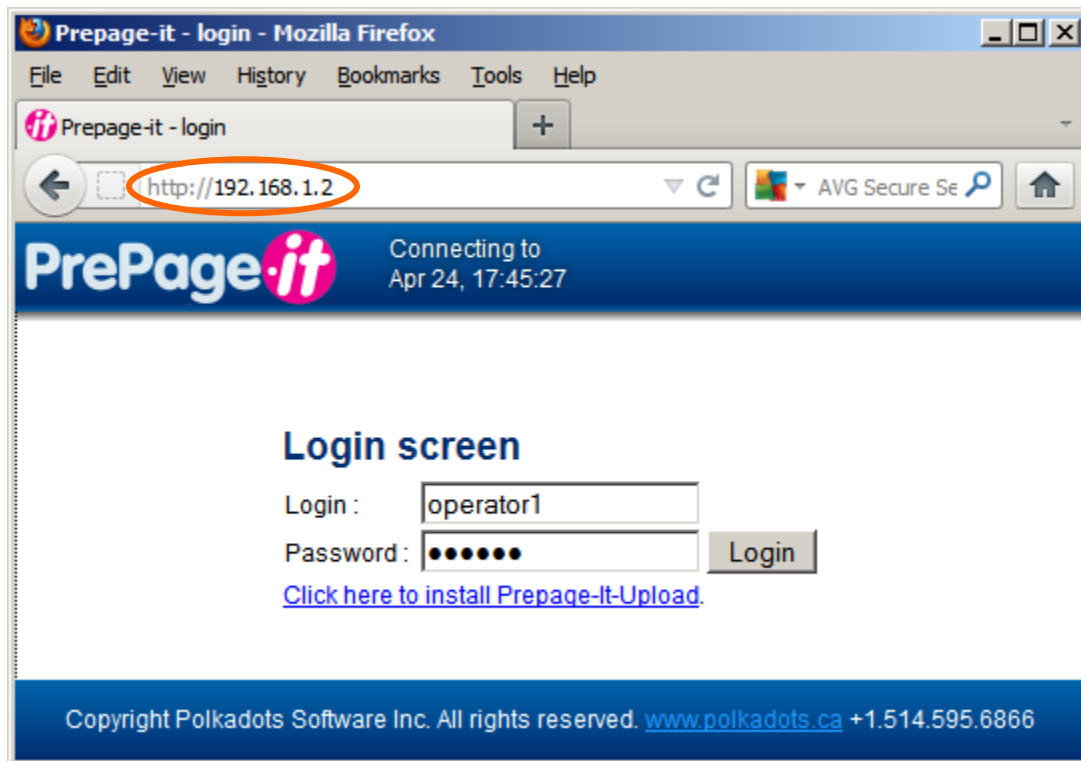 Prepage-it - login - Mozilla Firefox
File Edit View History Bookmarks Tools Help
it Prepage-it - login +
http://192.168.1.2 AVG Secure Se
PrePage-it
Connecting to
Apr 24, 17:45:27
Login screen
Login : operator1
Password : ●●●●●● Login
Click here to install Prepage-It-Upload.
Copyright Polkadots Software Inc. All rights reserved. www.polkadots.ca +1.514.595.6866